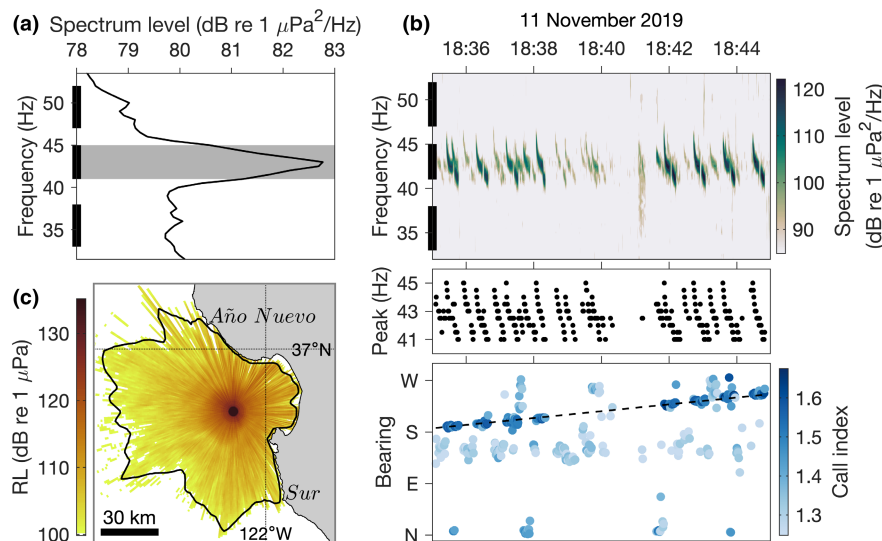 (a)
Spectrum level (dB re 1 μPa²/Hz)
78 79 80 81 82 83
Frequency (Hz)
50
45
40
35
(b)
11 November 2019
18:36 18:38 18:40 18:42 18:44
Frequency (Hz)
50
45
40
35
Spectrum level
(dB re 1 μPa²/Hz)
120
110
100
90
Peak (Hz)
45
43
41
Bearing
W
S
E
N
Call index
1.6
1.5
1.4
1.3
(c)
RL (dB re 1 μPa)
130
120
110
100
Año Nuevo
37°N
Sur
30 km
122°W